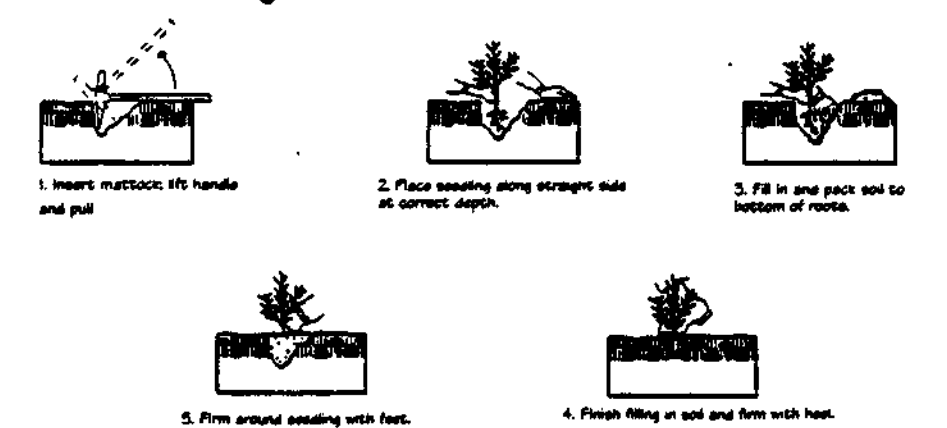 1. Insert mattock; lift handle
and pull
2. Place seedling along straight side
at correct depth.
3. Fill in and pack soil to
bottom of roots.
5. Firm around seedling with feet.
4. Finish filling in soil and firm with heel.